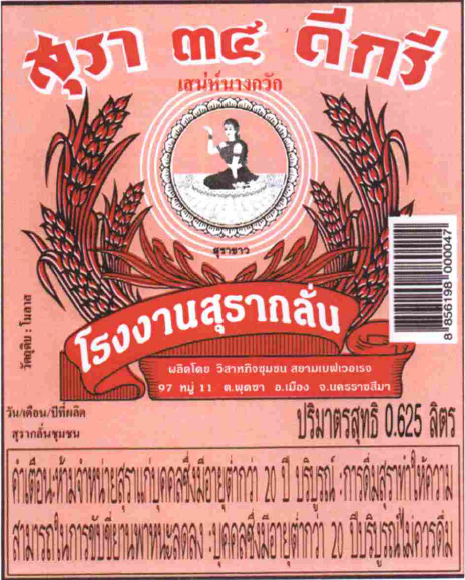 สุรา ๓๔ ดีกรี
เสน่ห์นางกวัก
สุราขาว
โรงงานสุรากลั่น
ผลิตโดย วิสาหกิจชุมชน สยามเบฟเวอเรจ
97 หมู่ 11 ต.พุดซา อ.เมือง จ.นครราชสีมา
วัตถุดิบ : โมลาส
8 856198 000047
วัน/เดือน/ปีที่ผลิต
สุรากลั่นชุมชน
ปริมาตรสุทธิ 0.625 ลิตร
คำเตือน:ห้ามจำหน่ายสุราแก่บุคคลซึ่งมีอายุต่ำกว่า 20 ปี บริบูรณ์ :การดื่มสุราทำให้ความ
สามารถในการขับขี่ยานพาหนะลดลง :บุคคลซึ่งมีอายุต่ำกว่า 20 ปีบริบูรณ์ไม่ควรดื่ม